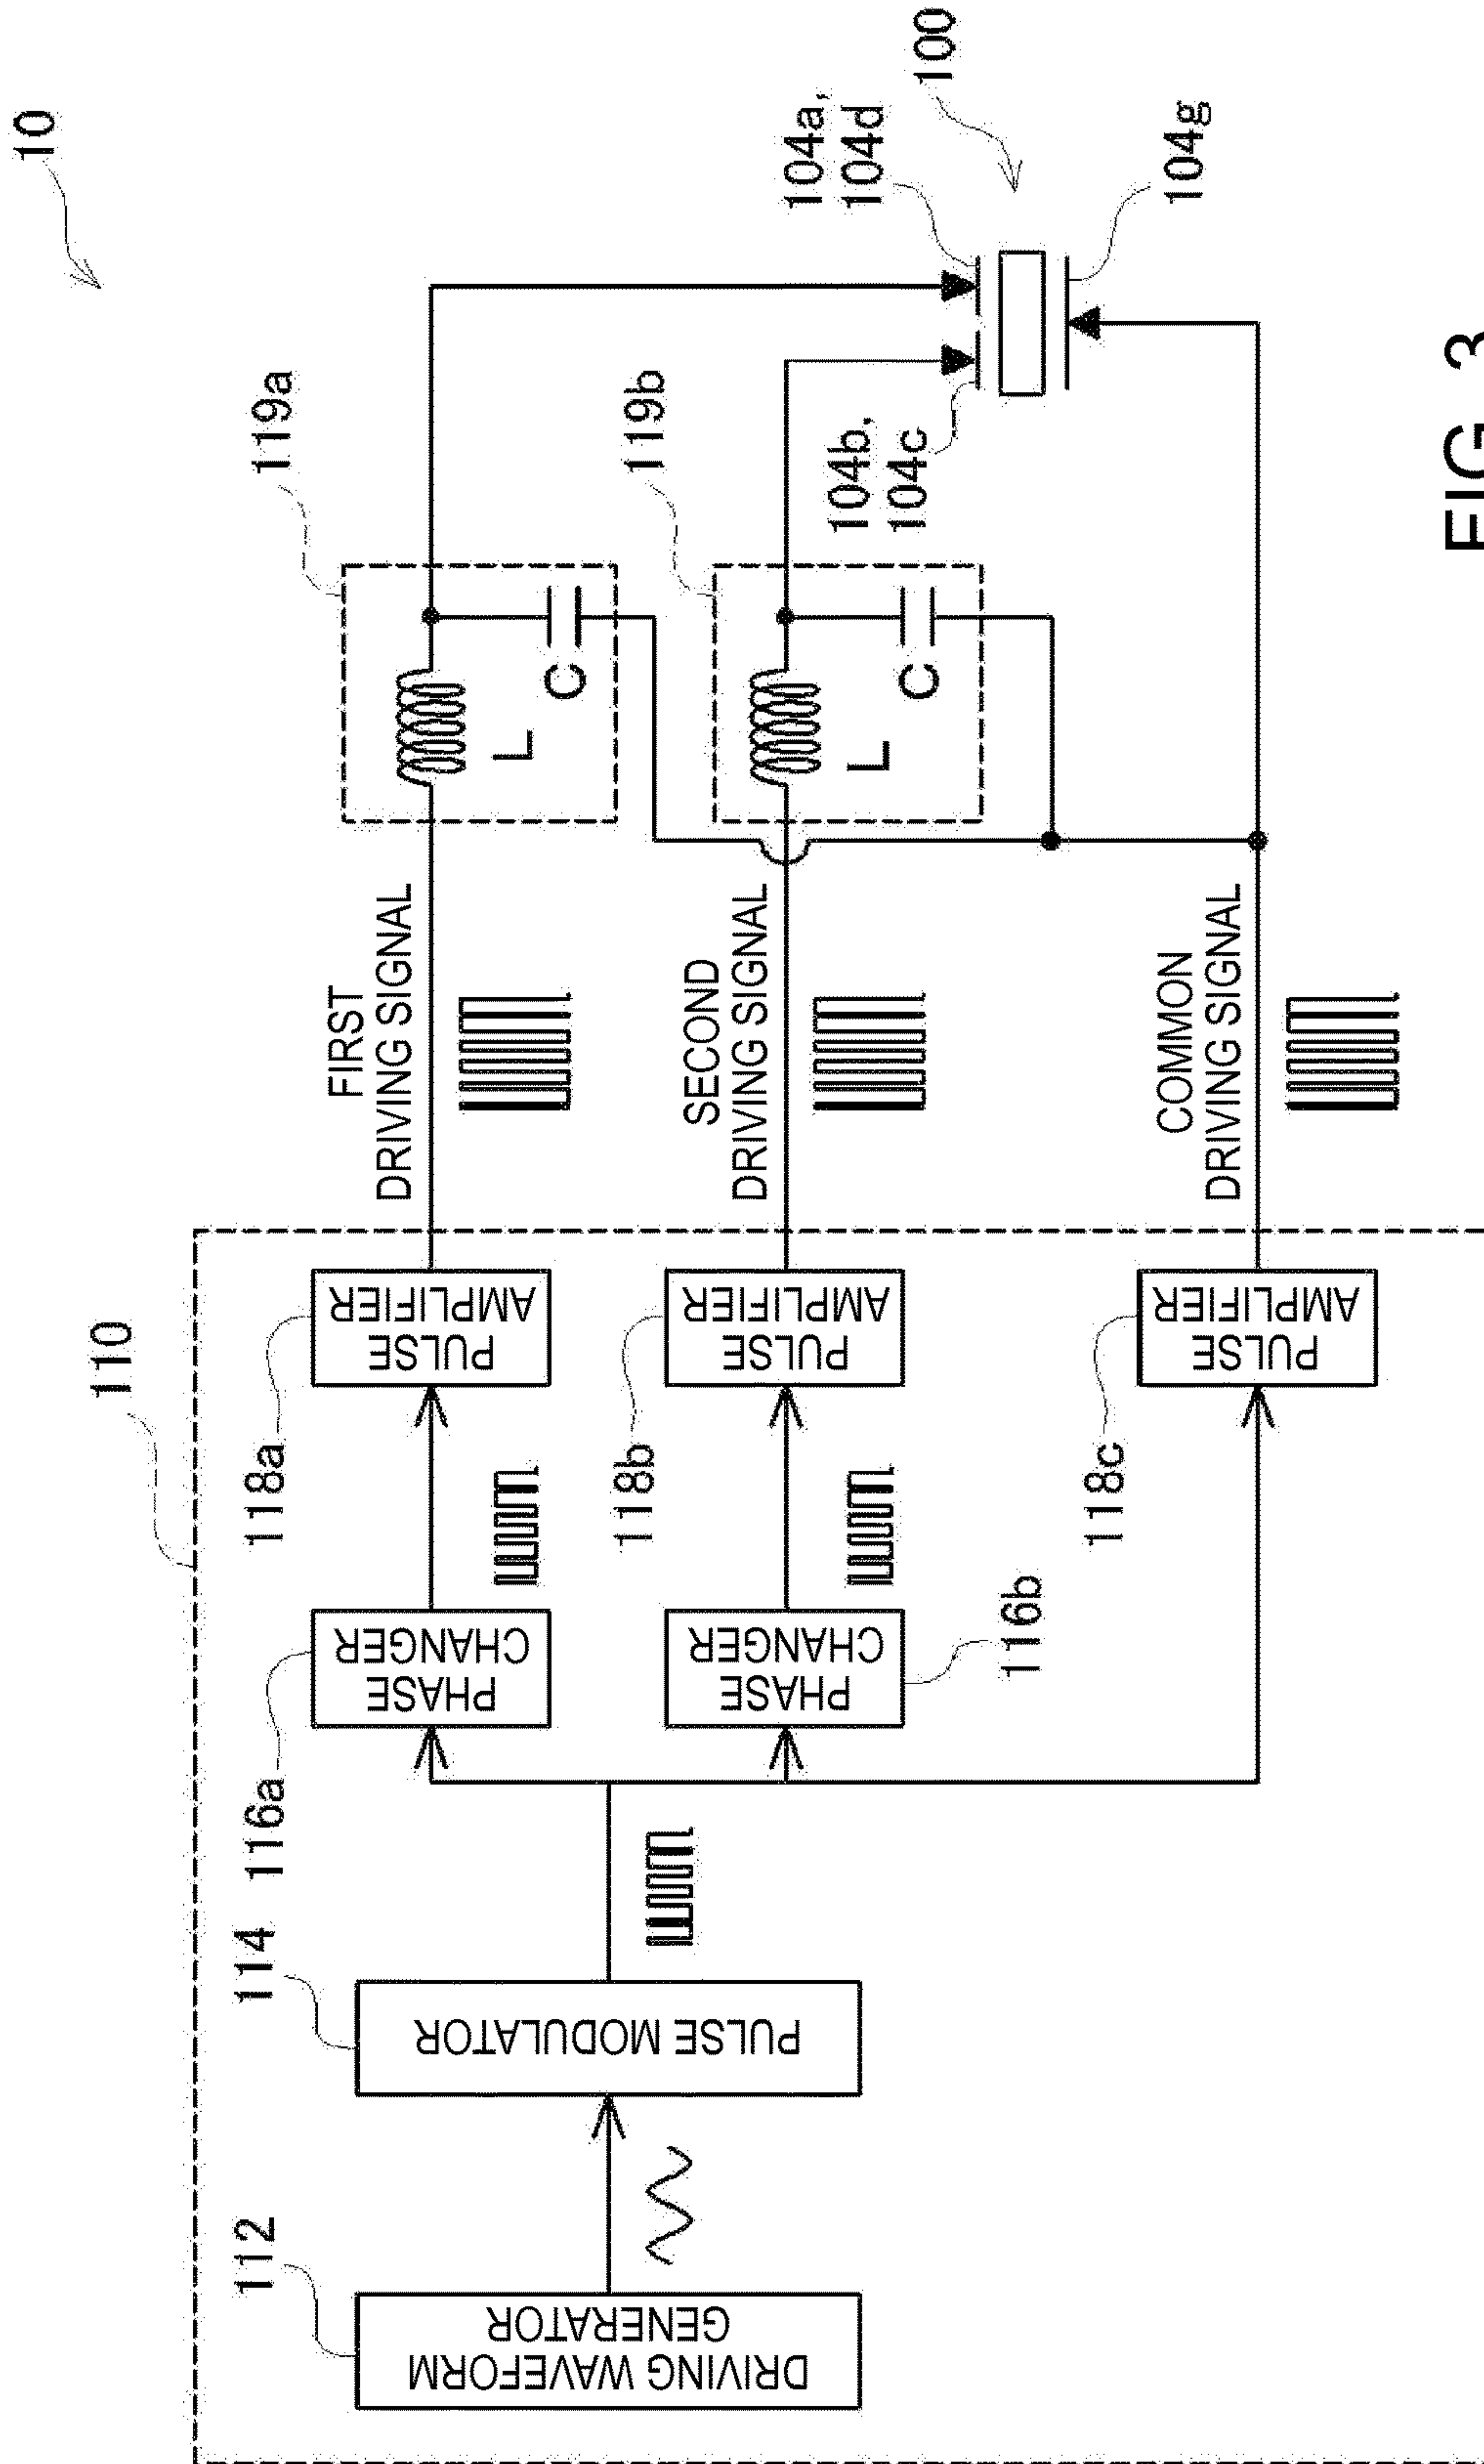 10
110
112
DRIVING WAVEFORM
GENERATOR
114
PULSE MODULATOR
116a
PHASE
CHANGER
116b
PHASE
CHANGER
118a
PULSE
AMPLIFIER
118b
PULSE
AMPLIFIER
118c
PULSE
AMPLIFIER
FIRST
DRIVING SIGNAL
SECOND
DRIVING SIGNAL
COMMON
DRIVING SIGNAL
119a
L
C
119b
L
C
104a,
104d
104b,
104c
100
104g
FIG. 3